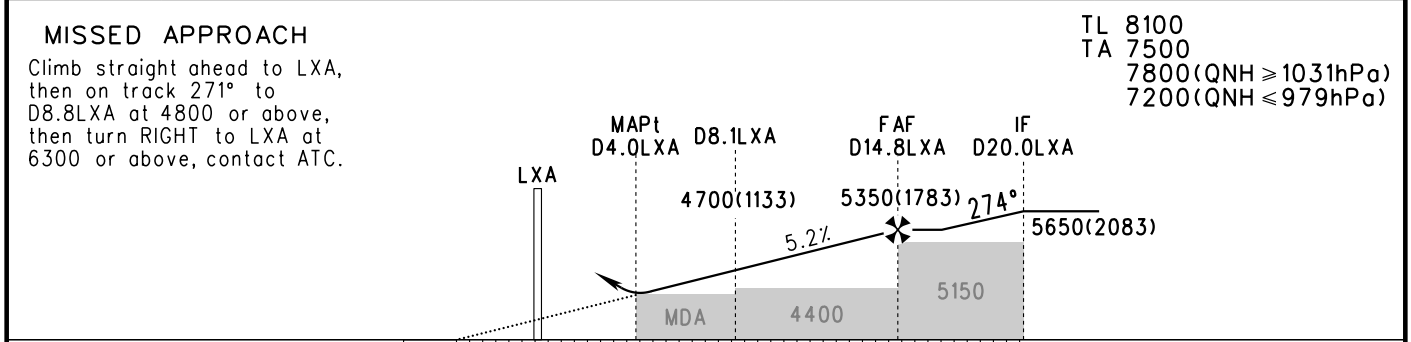 MISSED APPROACH
Climb straight ahead to LXA,
then on track 271° to
D8.8LXA at 4800 or above,
then turn RIGHT to LXA at
6300 or above, contact ATC.
TL 8100
TA 7500
7800(QNH ≥ 1031hPa)
7200(QNH ≤ 979hPa)
LXA
MAPt
D4.0LXA
D8.1LXA
FAF
D14.8LXA
IF
D20.0LXA
4700(1133)
5350(1783)
274°
5650(2083)
5.2%
MDA
4400
5150